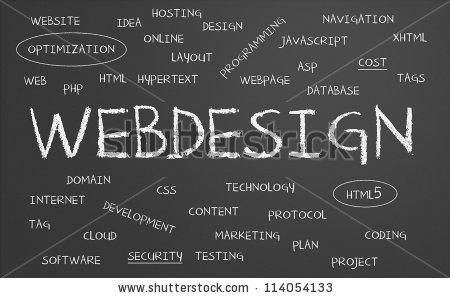 WEBSITE IDEA HOSTING DESIGN PROGRAMMING NAVIGATION
OPTIMIZATION ONLINE LAYOUT JAVASCRIPT XHTML
WEB PHP HTML HYPERTEXT WEBPAGE ASP COST TAGS
DATABASE
WEBDESIGN
DOMAIN CSS TECHNOLOGY HTML5
INTERNET DEVELOPMENT CONTENT PROTOCOL
TAG CLOUD MARKETING PLAN CODING
SOFTWARE SECURITY TESTING PROJECT
www.shutterstock.com · 114054133